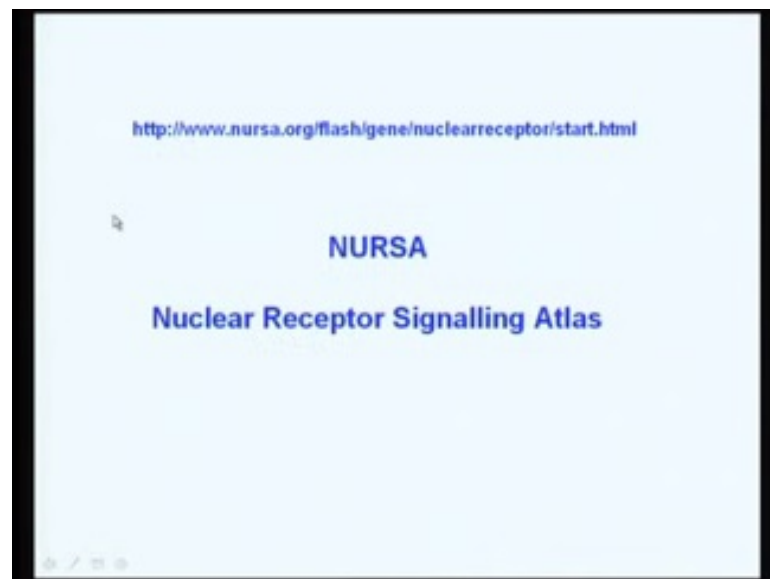 http://www.nursa.org/flash/gene/nuclearreceptor/start.html
NURSA
Nuclear Receptor Signalling Atlas